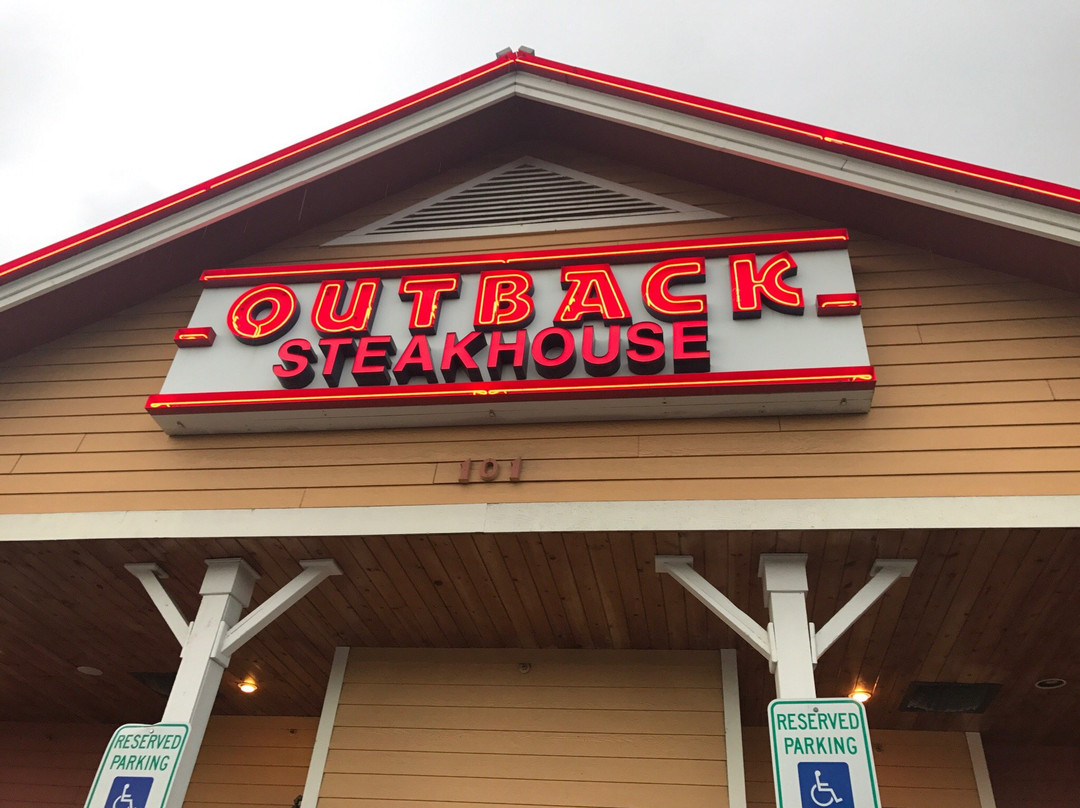 OUTBACK
STEAKHOUSE
101
RESERVED
PARKING
RESERVED
PARKING